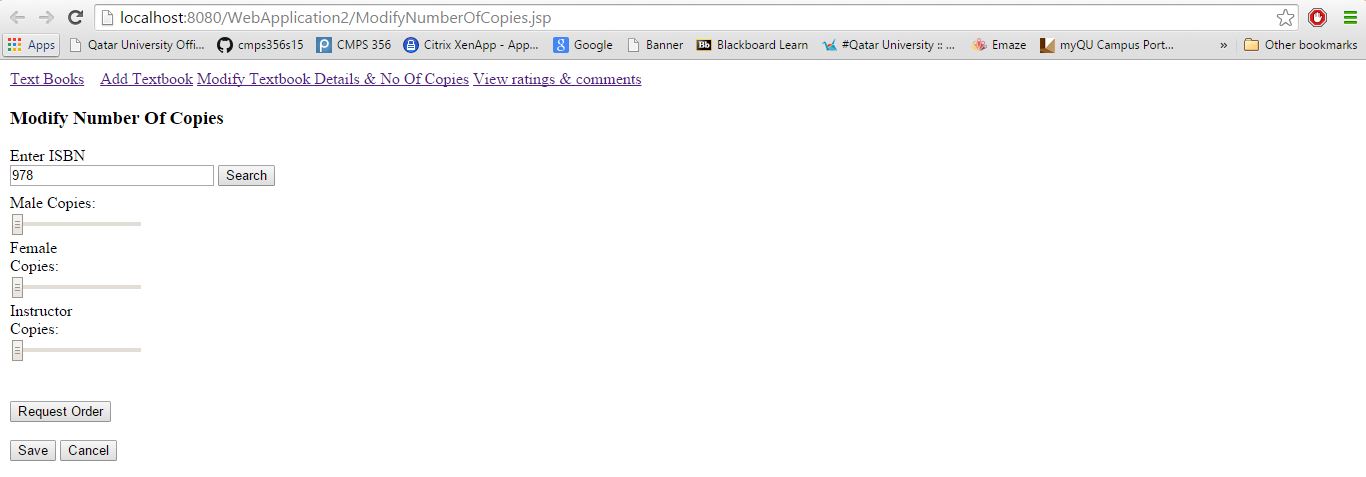 localhost:8080/WebApplication2/ModifyNumberOfCopies.jsp
Apps Qatar University Offi... cmps356s15 CMPS 356 Citrix XenApp - App... Google Banner Bb Blackboard Learn #Qatar University :: ... Emaze myQU Campus Port... » Other bookmarks
Text Books Add Textbook Modify Textbook Details & No Of Copies View ratings & comments
Modify Number Of Copies
Enter ISBN
978 Search
Male Copies:
Female
Copies:
Instructor
Copies:
Request Order
Save Cancel